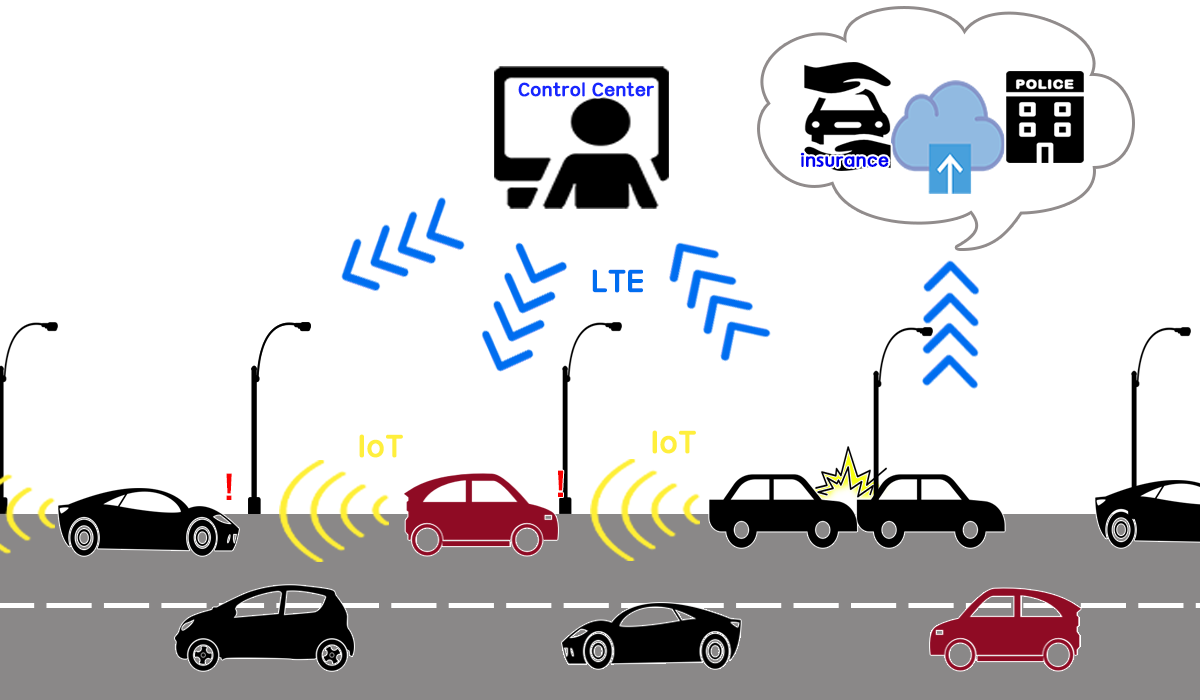 Control Center
POLICE
insurance
LTE
IoT
IoT
!
!